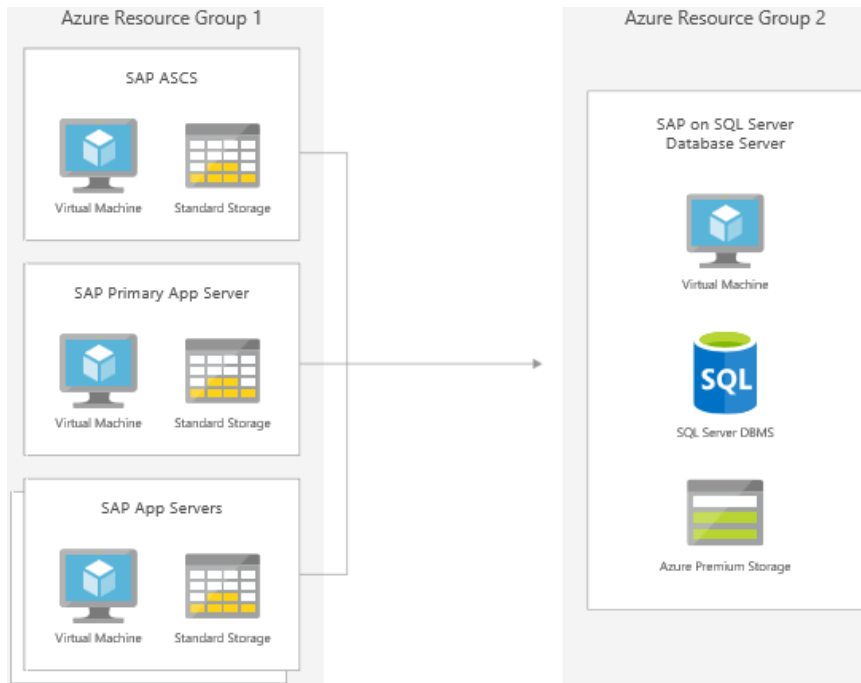 Azure Resource Group 1
SAP ASCS
Virtual Machine
Standard Storage
SAP Primary App Server
Virtual Machine
Standard Storage
SAP App Servers
Virtual Machine
Standard Storage
Azure Resource Group 2
SAP on SQL Server
Database Server
Virtual Machine
SQL
SQL Server DBMS
Azure Premium Storage